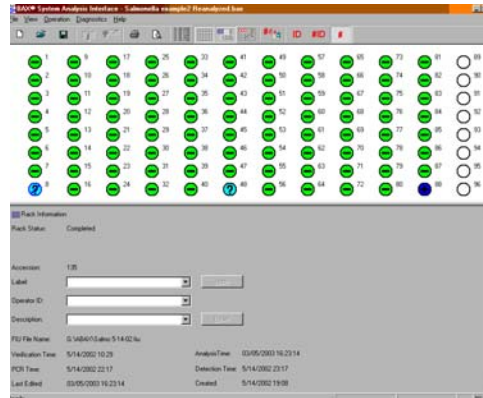 BAX® System Analysis Interface - Salmonella example2 Reanalyzed.bax
File View Operation Diagnostics Help
ID #ID #
1 9 17 25 33 41 49 57 65 73 81 89
2 10 18 26 34 42 50 58 66 74 82 90
3 11 19 27 35 43 51 59 67 75 83 91
4 12 20 28 36 44 52 60 68 76 84 92
5 13 21 29 37 45 53 61 69 77 85 93
6 14 22 30 38 46 54 62 70 78 86 94
7 15 23 31 39 47 55 63 71 79 87 95
8 16 24 32 40 48 56 64 72 80 88 96
Rack Information
Rack Status: Completed
Accession: 135
Label:
Operator ID:
Description:
Verification Time: 5/14/2002 10:29 Analysis Time: 03/05/2003 16:23:14
PCR Time: 5/14/2002 22:17 Detection Time: 5/14/2002 23:17
Last Edited: 03/05/2003 16:23:14 Created: 5/14/2002 19:08